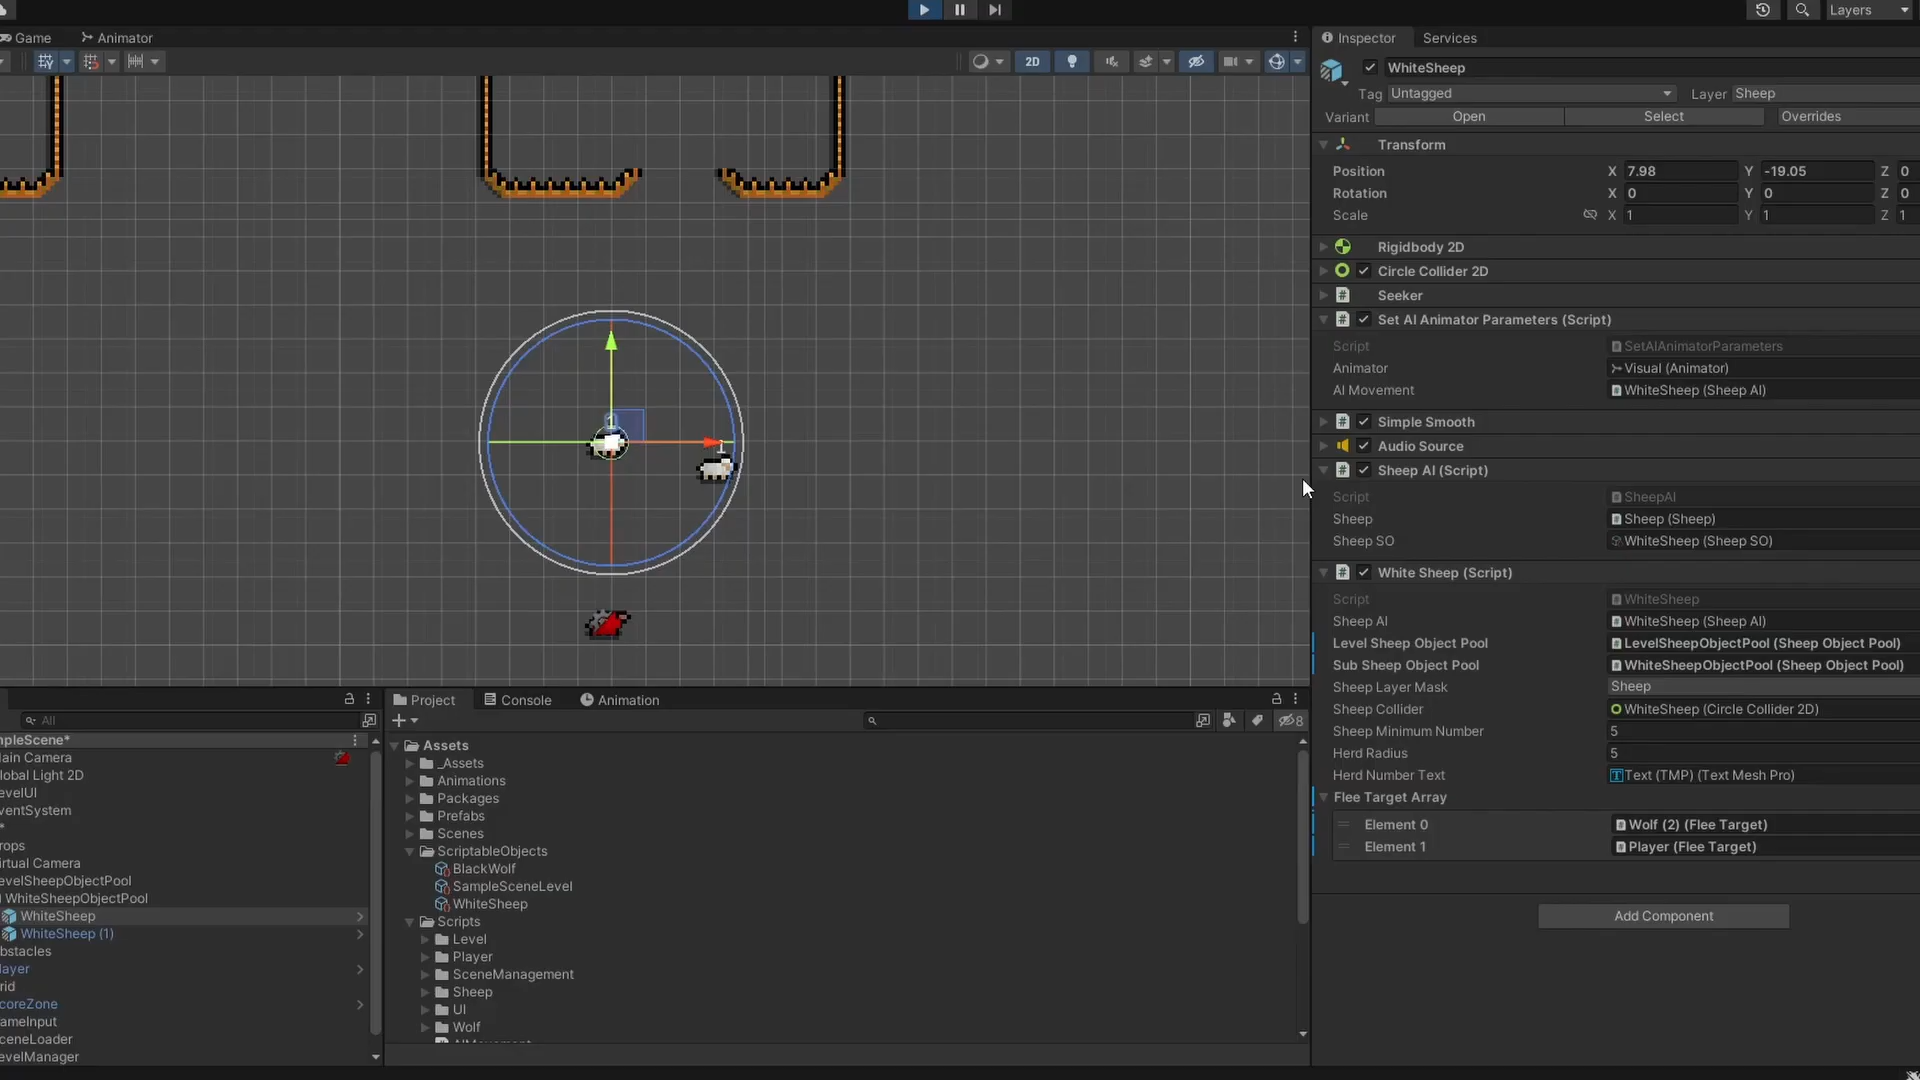 Layers
Game
Animator
2D
1
1
Inspector
Services
WhiteSheep
Tag
Untagged
Layer
Sheep
Variant
Open
Select
Overrides
Transform
Position
X
7.98
Y
-19.05
Z
0
Rotation
X
0
Y
0
Z
0
Scale
X
1
Y
1
Z
1
Rigidbody 2D
Circle Collider 2D
Seeker
Set AI Animator Parameters (Script)
Script
SetAIAnimatorParameters
Animator
Visual (Animator)
AI Movement
WhiteSheep (Sheep AI)
Simple Smooth
Audio Source
Sheep AI (Script)
Script
SheepAI
Sheep
Sheep (Sheep)
Sheep SO
WhiteSheep (Sheep SO)
White Sheep (Script)
Script
WhiteSheep
Sheep AI
WhiteSheep (Sheep AI)
Level Sheep Object Pool
LevelSheepObjectPool (Sheep Object Pool)
Sub Sheep Object Pool
WhiteSheepObjectPool (Sheep Object Pool)
Sheep Layer Mask
Sheep
Sheep Collider
WhiteSheep (Circle Collider 2D)
Sheep Minimum Number
5
Herd Radius
5
Herd Number Text
Text (TMP) (Text Mesh Pro)
Flee Target Array
Element 0
Wolf (2) (Flee Target)
Element 1
Player (Flee Target)
Add Component
All
mpleScene*
ain Camera
lobal Light 2D
evelUI
ventSystem
*
rops
irtual Camera
evelSheepObjectPool
WhiteSheepObjectPool
WhiteSheep
WhiteSheep (1)
bstacles
layer
rid
coreZone
ameInput
ceneLoader
evelManager
Project
Console
Animation
8
Assets
_Assets
Animations
Packages
Prefabs
Scenes
ScriptableObjects
BlackWolf
SampleSceneLevel
WhiteSheep
Scripts
Level
Player
SceneManagement
Sheep
UI
Wolf